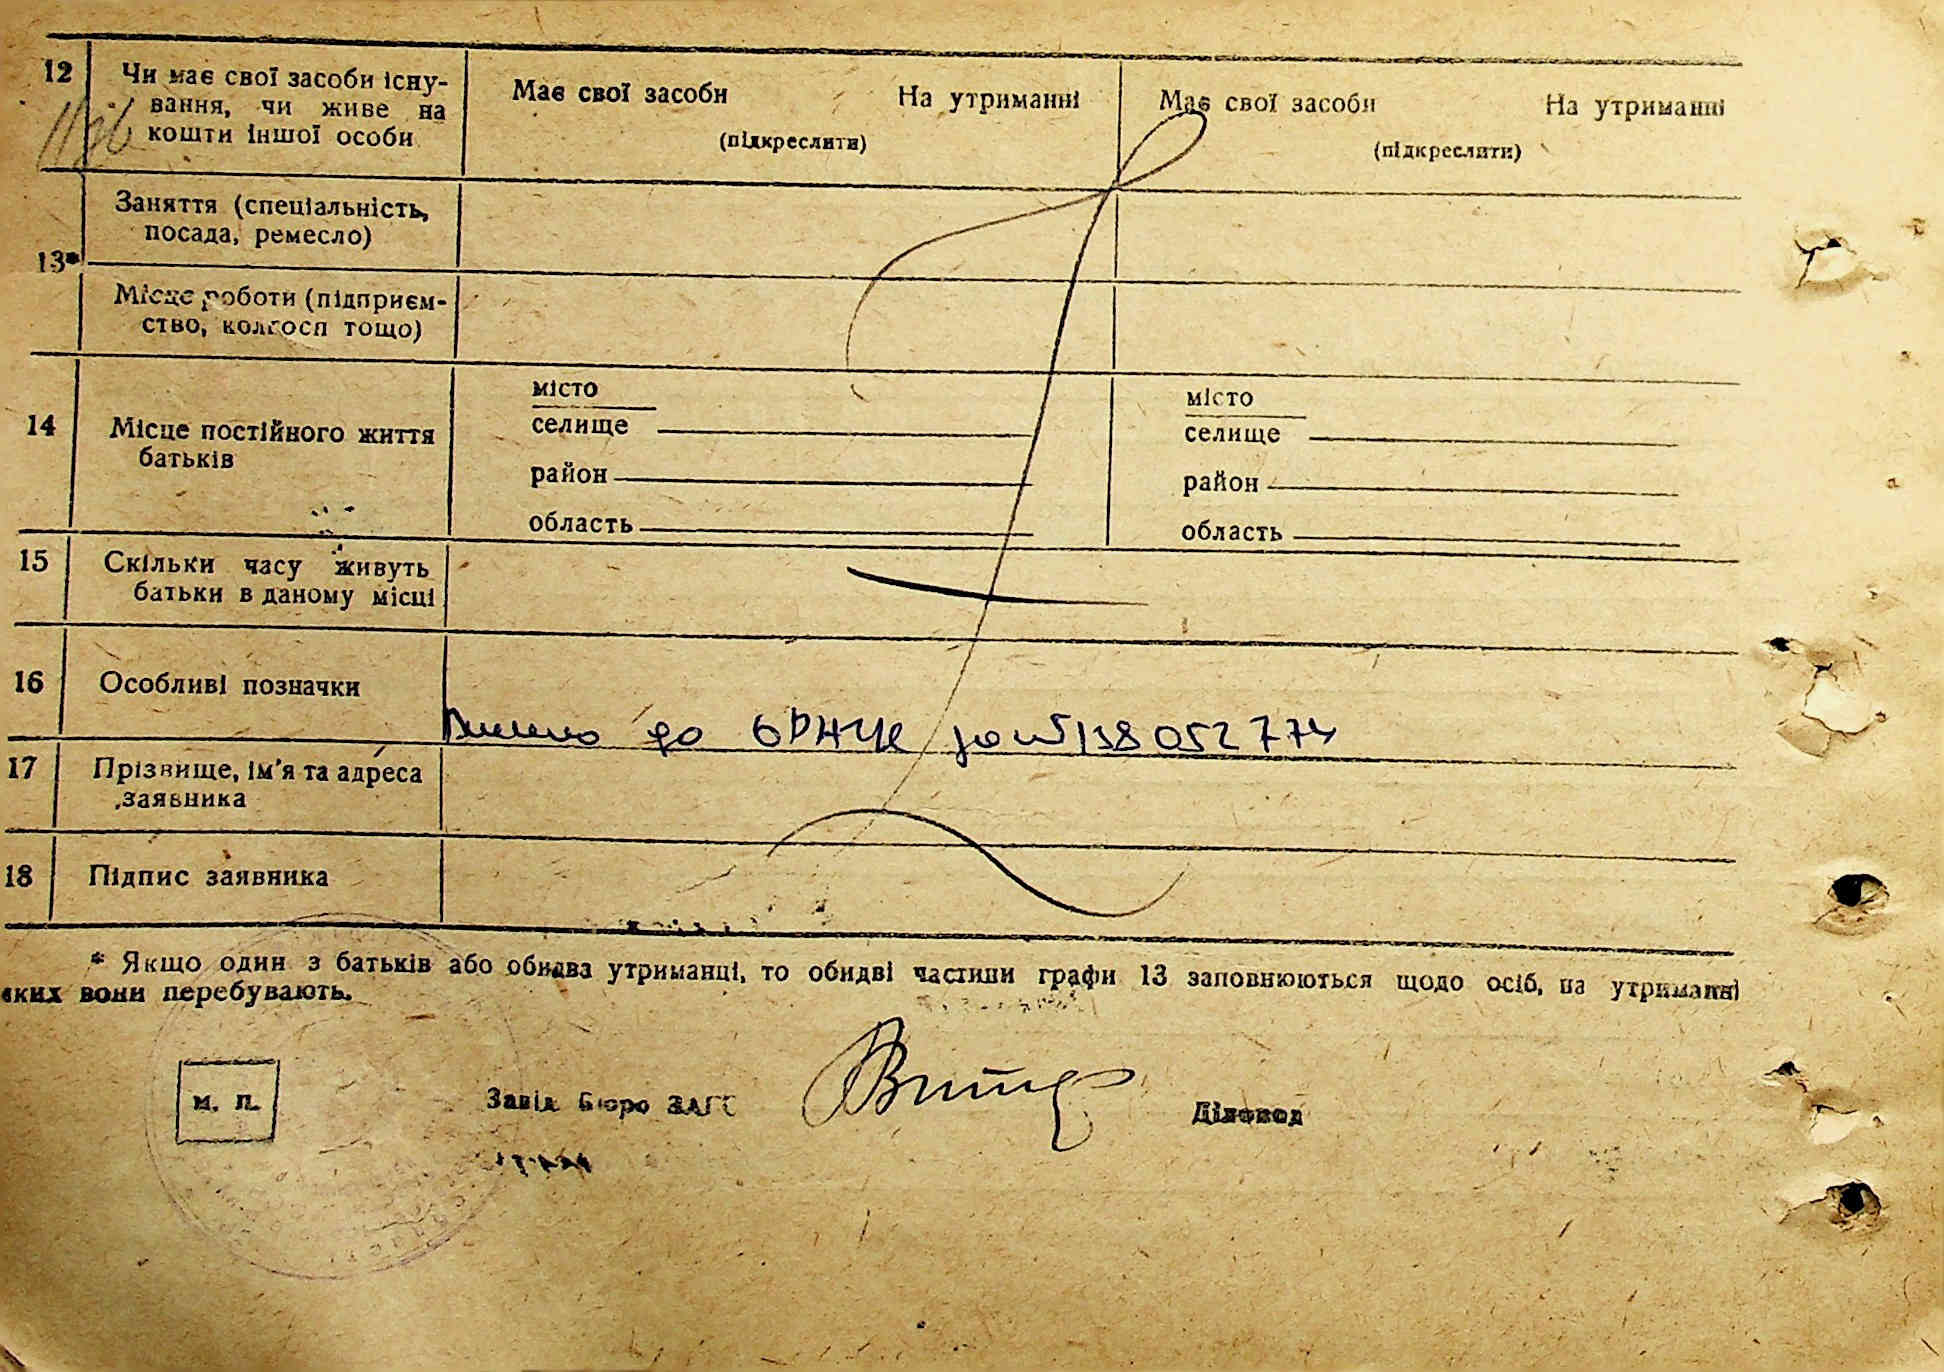 12 Чи має свої засоби існу-
вання, чи живе на
кошти іншої особи
Має свої засоби На утриманні
(підкреслити)
Має свої засоби На утриманні
(підкреслити)
13* Заняття (спеціальність,
посада, ремесло)
Місце роботи (підприєм-
ство, колгосп тощо)
14 Місце постійного життя
батьків
місто
селище
район
область
місто
селище
район
область
15 Скільки часу живуть
батьки в даному місці
16 Особливі позначки
до ОРАЦС за №138052774
17 Прізвище, ім'я та адреса
заявника
18 Підпис заявника
* Якщо один з батьків або обидва утриманці, то обидві частини графи 13 заповнюються щодо осіб, на утриманні
яких вони перебувають.
м. п.
Завід. Бюро ЗАГС
Діловод